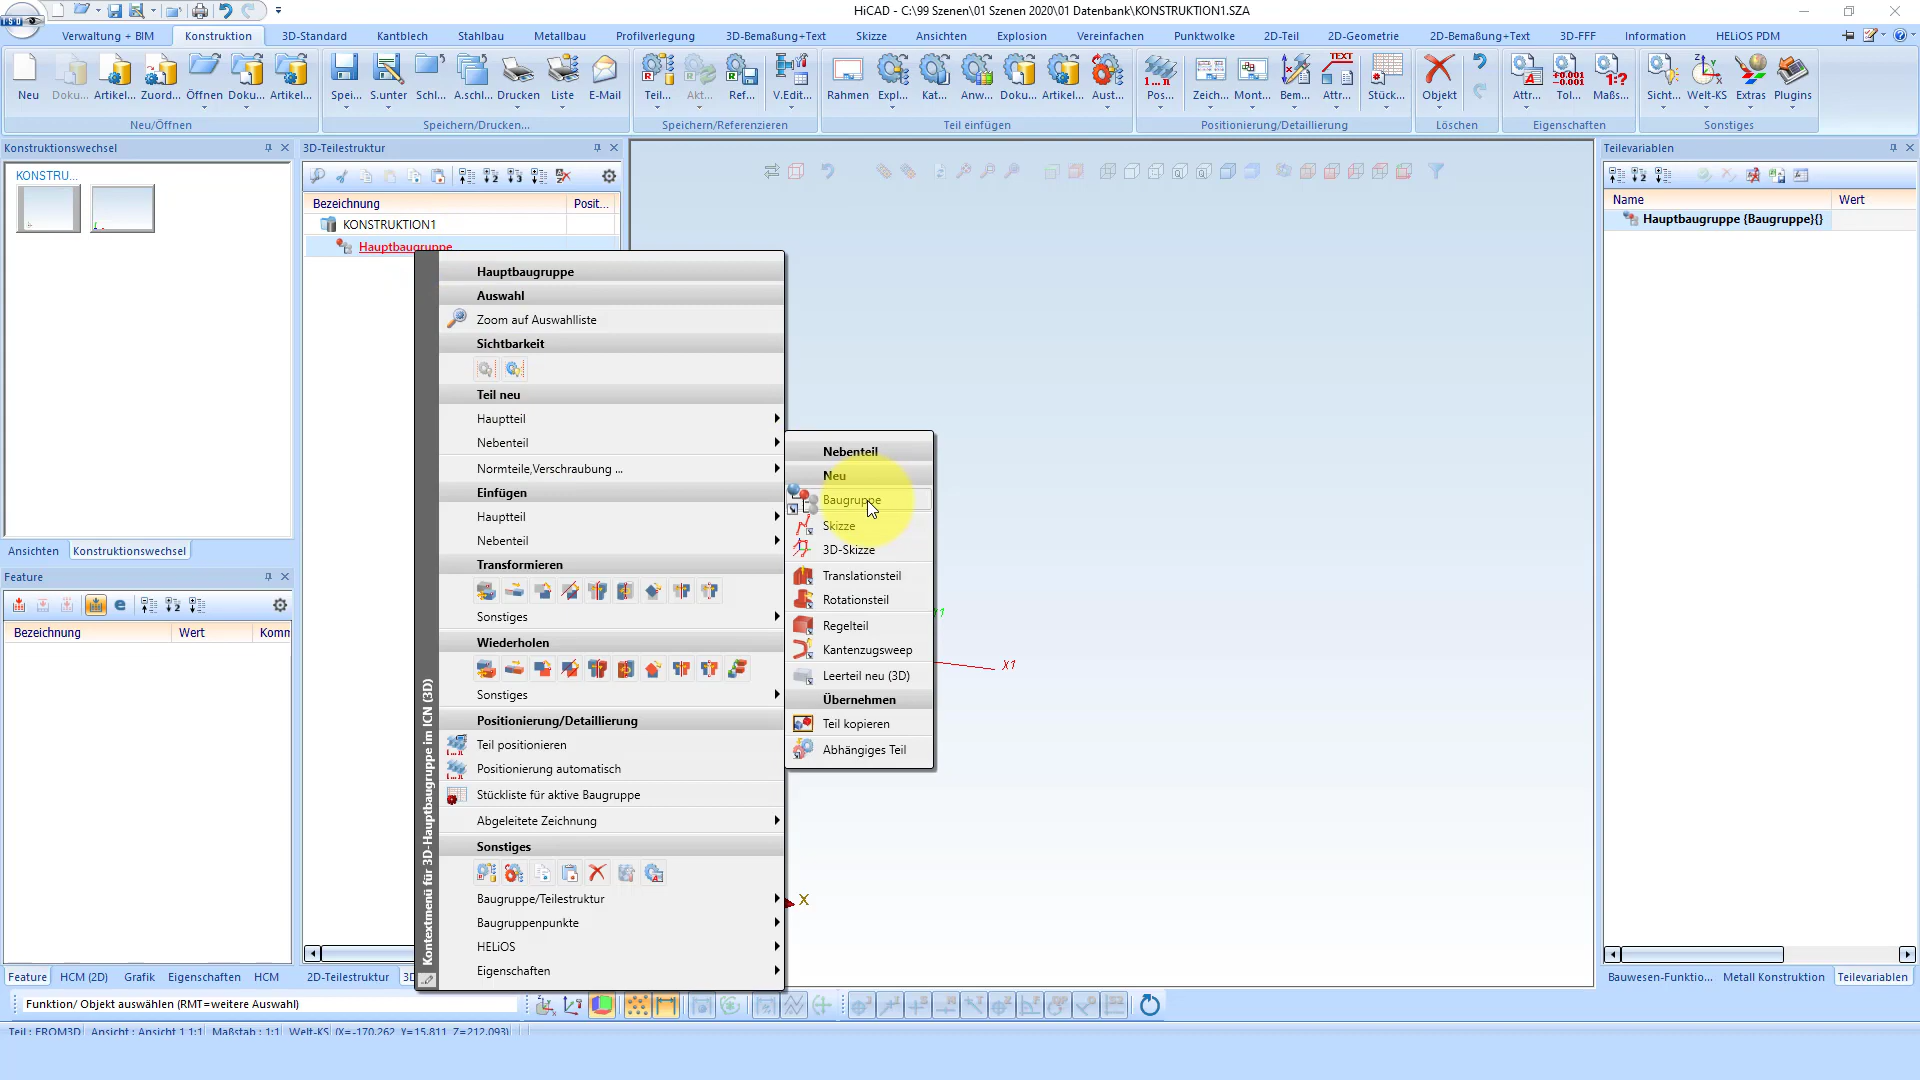 HiCAD - C:\99 Szenen\01 Szenen 2020\01 Datenbank\KONSTRUKTION1.SZA
ISD
Verwaltung + BIM Konstruktion 3D-Standard Kantblech Stahlbau Metallbau Profilverlegung 3D-Bemaßung+Text Skizze Ansichten Explosion Vereinfachen Punktwolke 2D-Teil 2D-Geometrie 2D-Bemaßung+Text 3D-FFF Information HELiOS PDM
Neu Doku... Artikel... Zuord... Öffnen Doku... Artikel... Spei... S.unter Schl... A.schl... Drucken Liste E-Mail Teil... Akt... Ref... V.Edit... Rahmen Expl... Kat... Anw... Doku... Artikel... Aust... Pos... Zeich... Mont... Bem... Attr... Stück... Objekt Attr... Tol... Maßs... Sicht... Welt-KS Extras Plugins
Neu/Öffnen Speichern/Drucken... Speichern/Referenzieren Teil einfügen Positionierung/Detaillierung Löschen Eigenschaften Sonstiges
Konstruktionswechsel
KONSTRU...
Ansichten Konstruktionswechsel
Feature
Bezeichnung Wert Komn
Feature HCM (2D) Grafik Eigenschaften HCM
3D-Teilestruktur
Bezeichnung Posit...
KONSTRUKTION1
Hauptbaugruppe
2D-Teilestruktur 3D
Kontextmenü für 3D-Hauptbaugruppe im ICN (3D)
Hauptbaugruppe
Auswahl
Zoom auf Auswahlliste
Sichtbarkeit
Teil neu
Hauptteil
Nebenteil
Normteile,Verschraubung ...
Einfügen
Hauptteil
Nebenteil
Transformieren
Sonstiges
Wiederholen
Sonstiges
Positionierung/Detaillierung
Teil positionieren
Positionierung automatisch
Stückliste für aktive Baugruppe
Abgeleitete Zeichnung
Sonstiges
Baugruppe/Teilestruktur
Baugruppenpunkte
HELiOS
Eigenschaften
Nebenteil
Neu
Baugruppe
Skizze
3D-Skizze
Translationsteil
Rotationsteil
Regelteil
Kantenzugsweep
Leerteil neu (3D)
Übernehmen
Teil kopieren
Abhängiges Teil
X1
X
Teilevariablen
Name Wert
Hauptbaugruppe {Baugruppe}{}
Bauwesen-Funktio... Metall Konstruktion Teilevariablen
Funktion/ Objekt auswählen (RMT=weitere Auswahl)
Teil : FROM3D Ansicht : Ansicht 1 1:1 Maßstab : 1:1 Welt-KS (X=-170.262, Y=15.811, Z=212.093)